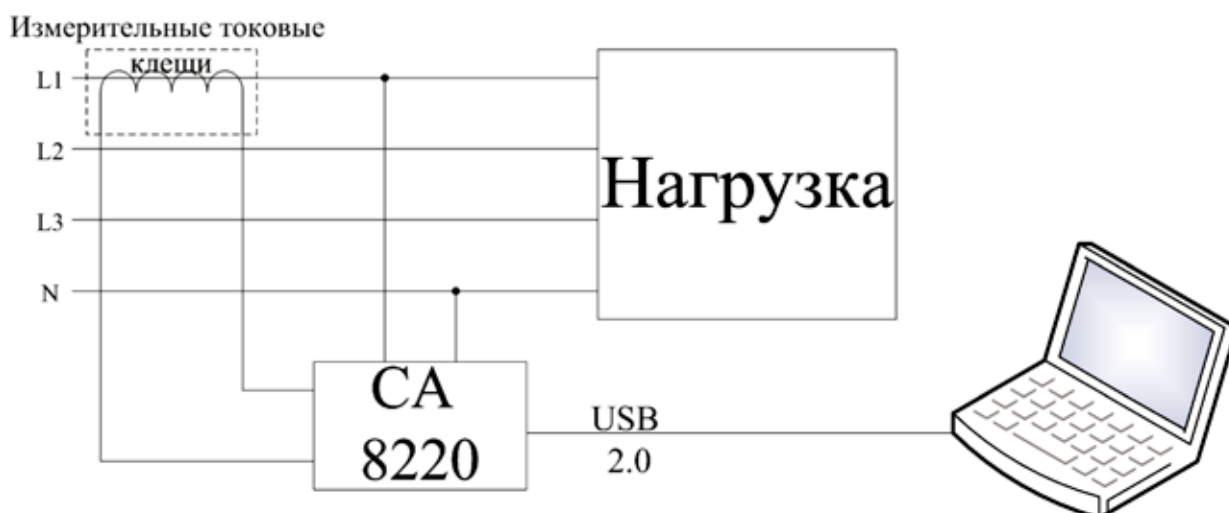 Измерительные токовые
клещи
L1
L2
L3
N
Нагрузка
CA
8220
USB
2.0